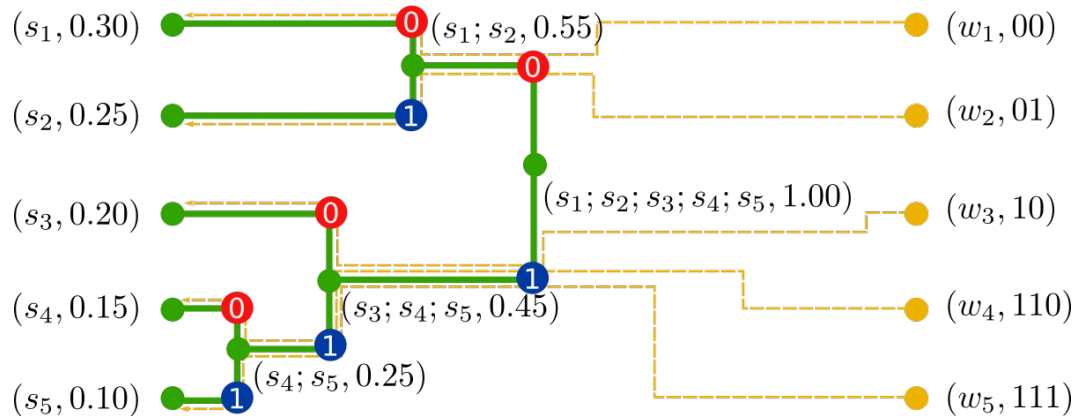 (s₁, 0.30) 0 (s₁; s₂, 0.55) 0 (w₁, 00)
(s₂, 0.25) 1 (w₂, 01)
(s₁; s₂; s₃; s₄; s₅, 1.00)
(s₃, 0.20) 0 (w₃, 10)
1
(s₄, 0.15) 0 (s₃; s₄; s₅, 0.45) (w₄, 110)
1
(s₄; s₅, 0.25)
(s₅, 0.10) 1 (w₅, 111)